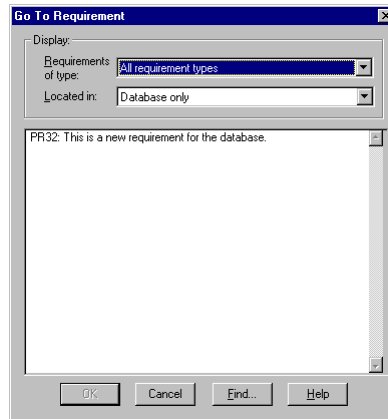 Go To Requirement
Display:
Requirements
of type:
All requirement types
Located in:
Database only
PR32: This is a new requirement for the database.
OK
Cancel
Find...
Help